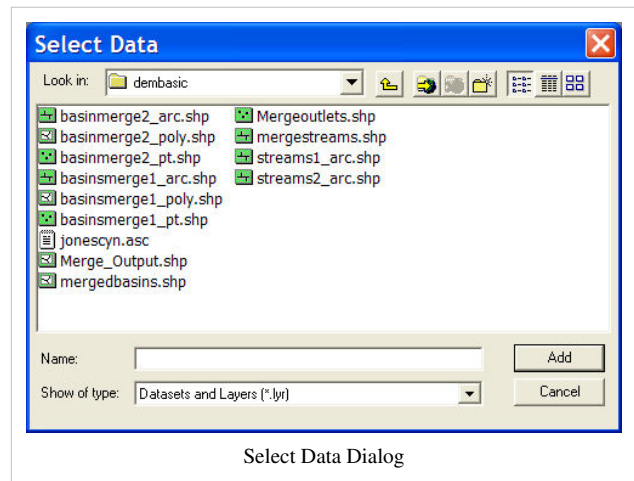 Select Data
Look in: dembasic
basinmerge2_arc.shp
basinmerge2_poly.shp
basinmerge2_pt.shp
basinsmerge1_arc.shp
basinsmerge1_poly.shp
basinsmerge1_pt.shp
jonescyn.asc
Merge_Output.shp
mergedbasins.shp
Mergeoutlets.shp
mergestreams.shp
streams1_arc.shp
streams2_arc.shp
Name: Add
Show of type: Datasets and Layers (*.lyr) Cancel
Select Data Dialog